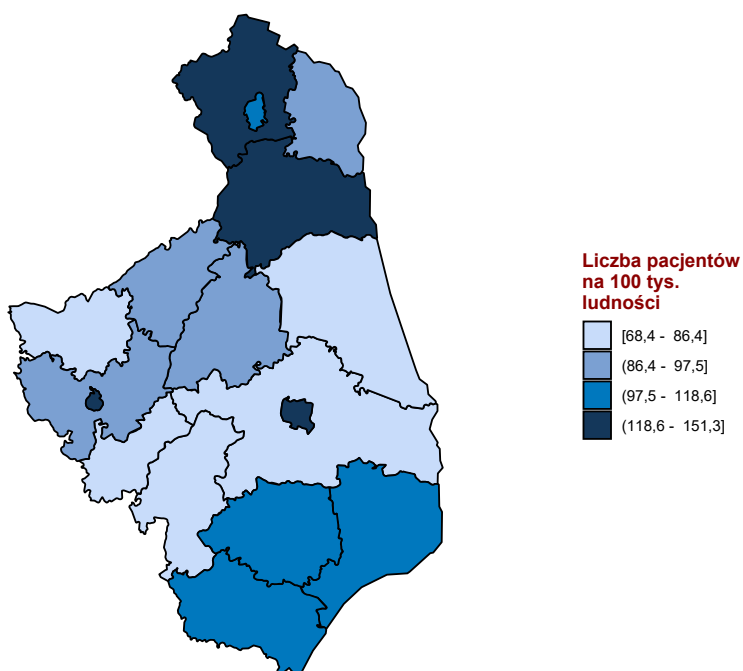 Liczba pacjentów
na 100 tys.
ludności
[68,4 - 86,4]
(86,4 - 97,5]
(97,5 - 118,6]
(118,6 - 151,3]